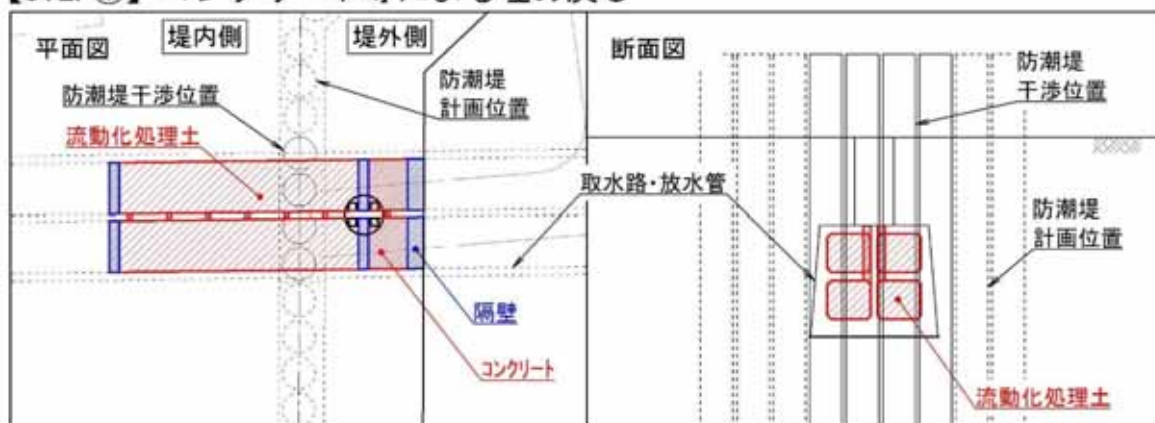 平面図
堤内側
堤外側
防潮堤
計画位置
防潮堤干渉位置
流動化処理土
隔壁
コンクリート
断面図
防潮堤
干渉位置
取水路・放水管
防潮堤
計画位置
流動化処理土